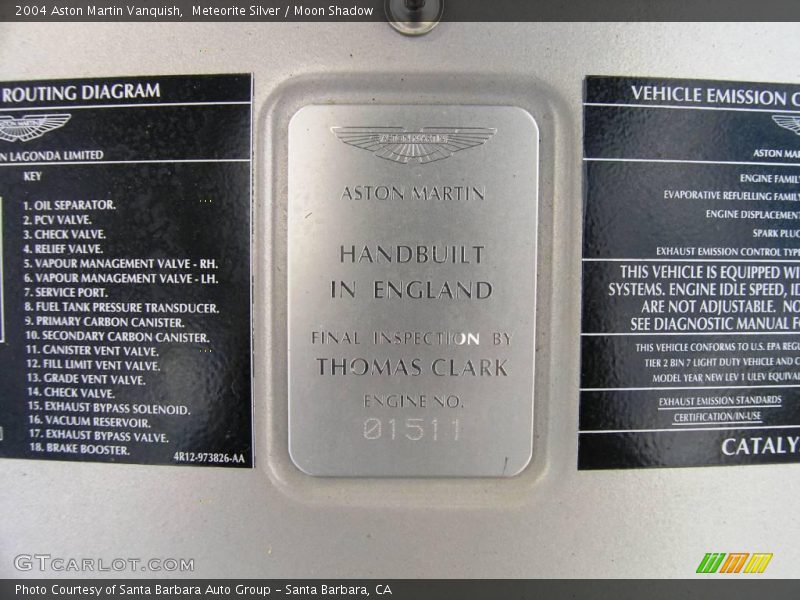 2004 Aston Martin Vanquish,  Meteorite Silver / Moon Shadow
ROUTING DIAGRAM
ASTON MARTIN
N LAGONDA LIMITED
KEY
1. OIL SEPARATOR.
2. PCV VALVE.
3. CHECK VALVE.
4. RELIEF VALVE.
5. VAPOUR MANAGEMENT VALVE - RH.
6. VAPOUR MANAGEMENT VALVE - LH.
7. SERVICE PORT.
8. FUEL TANK PRESSURE TRANSDUCER.
9. PRIMARY CARBON CANISTER.
10. SECONDARY CARBON CANISTER.
11. CANISTER VENT VALVE.
12. FILL LIMIT VENT VALVE.
13. GRADE VENT VALVE.
14. CHECK VALVE.
15. EXHAUST BYPASS SOLENOID.
16. VACUUM RESERVOIR.
17. EXHAUST BYPASS VALVE.
18. BRAKE BOOSTER.
4R12-973826-AA
ASTON MARTIN
ASTON MARTIN
HANDBUILT
IN ENGLAND
FINAL INSPECTION BY
THOMAS CLARK
ENGINE NO.
01511
VEHICLE EMISSION C
ASTON MAR
ENGINE FAMILY
EVAPORATIVE REFUELLING FAMILY
ENGINE DISPLACEMENT
SPARK PLUG
EXHAUST EMISSION CONTROL TYPE
THIS VEHICLE IS EQUIPPED WI
SYSTEMS. ENGINE IDLE SPEED, ID
ARE NOT ADJUSTABLE. NO
SEE DIAGNOSTIC MANUAL F
THIS VEHICLE CONFORMS TO U.S. EPA REGU
TIER 2 BIN 7 LIGHT DUTY VEHICLE AND C
MODEL YEAR NEW LEV 1 ULEV EQUIVAL
EXHAUST EMISSION STANDARDS
CERTIFICATION/IN-USE
CATALY
GTCARLOT.COM
Photo Courtesy of Santa Barbara Auto Group - Santa Barbara, CA